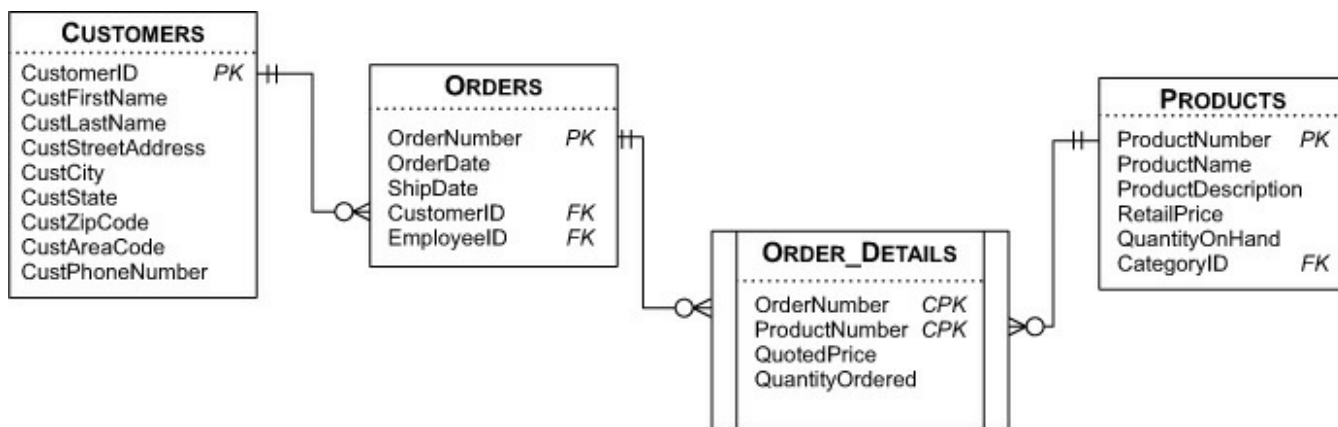 CUSTOMERS
CustomerID PK
CustFirstName
CustLastName
CustStreetAddress
CustCity
CustState
CustZipCode
CustAreaCode
CustPhoneNumber
ORDERS
OrderNumber PK
OrderDate
ShipDate
CustomerID FK
EmployeeID FK
ORDER_DETAILS
OrderNumber CPK
ProductNumber CPK
QuotedPrice
QuantityOrdered
PRODUCTS
ProductNumber PK
ProductName
ProductDescription
RetailPrice
QuantityOnHand
CategoryID FK